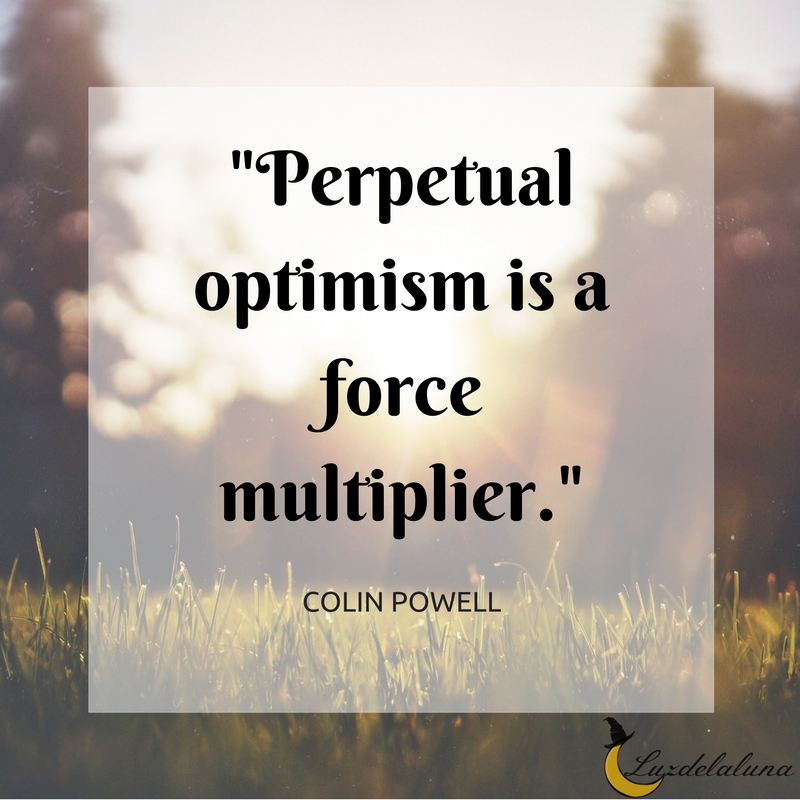 "Perpetual
optimism is a
force
multiplier."
COLIN POWELL
Luzdelaluna